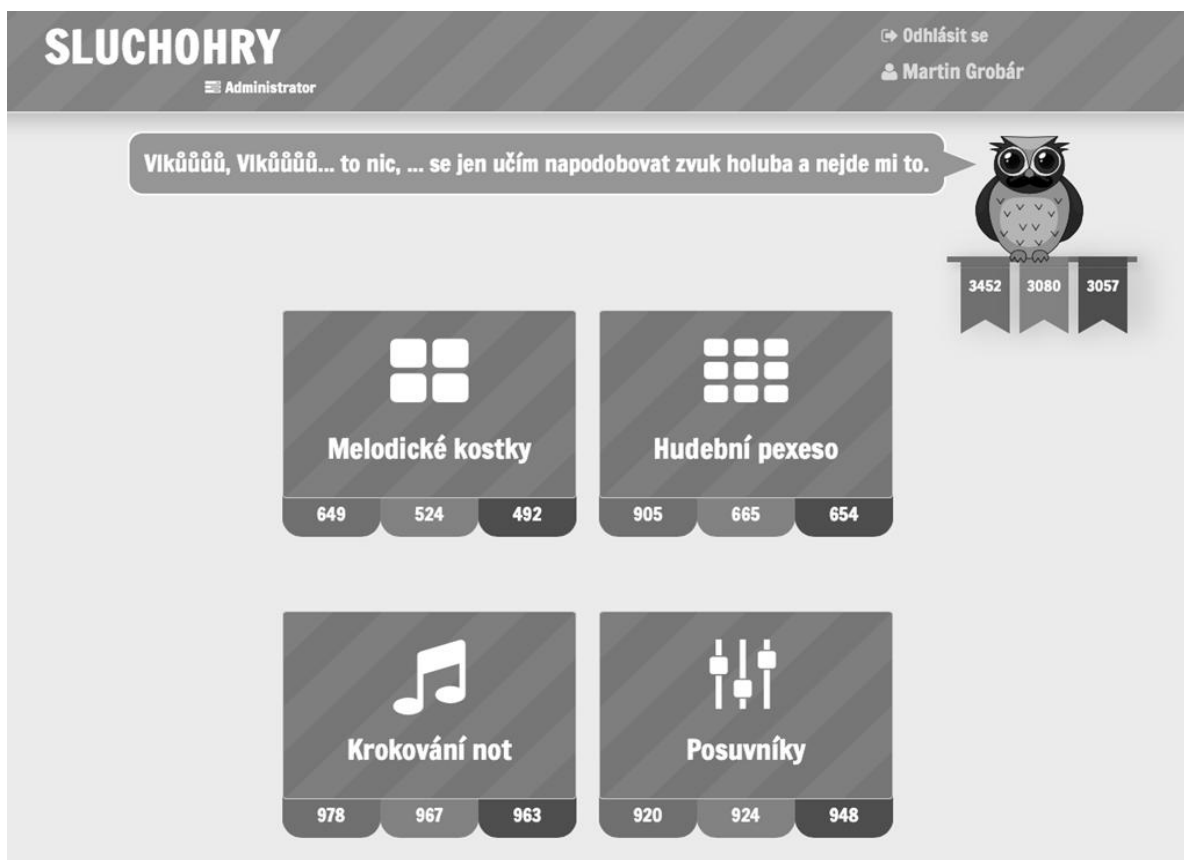 SLUCHOHRY
Administrator
Odhlásit se
Martin Grobár
Vlkůůůů, Vlkůůůů... to nic, ... se jen učím napodobovat zvuk holuba a nejde mi to.
3452 3080 3057
Melodické kostky
649 524 492
Hudební pexeso
905 665 654
Krokování not
978 967 963
Posuvníky
920 924 948